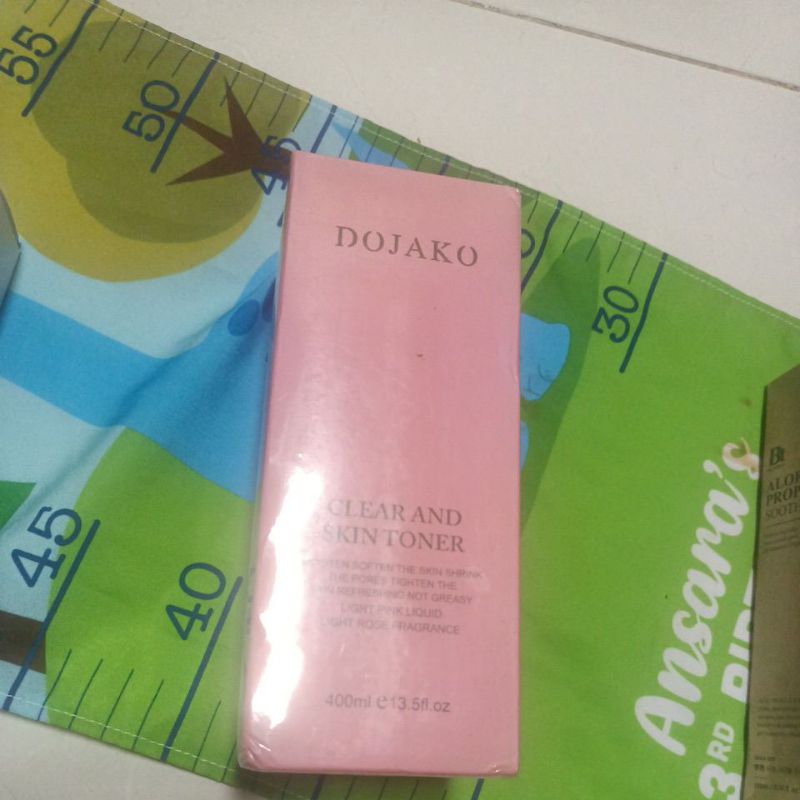 55
50
45
DOJAKO
30
CLEAR AND
SKIN TONER
SOFTEN THE SKIN SHRINK
THE PORES TIGHTEN THE
REFRESHING NOT GREASY
LIGHT PINK LIQUID
LIGHT ROSE FRAGRANCE
400ml e 13.5fl.oz
45
40
Ansara's
3RD